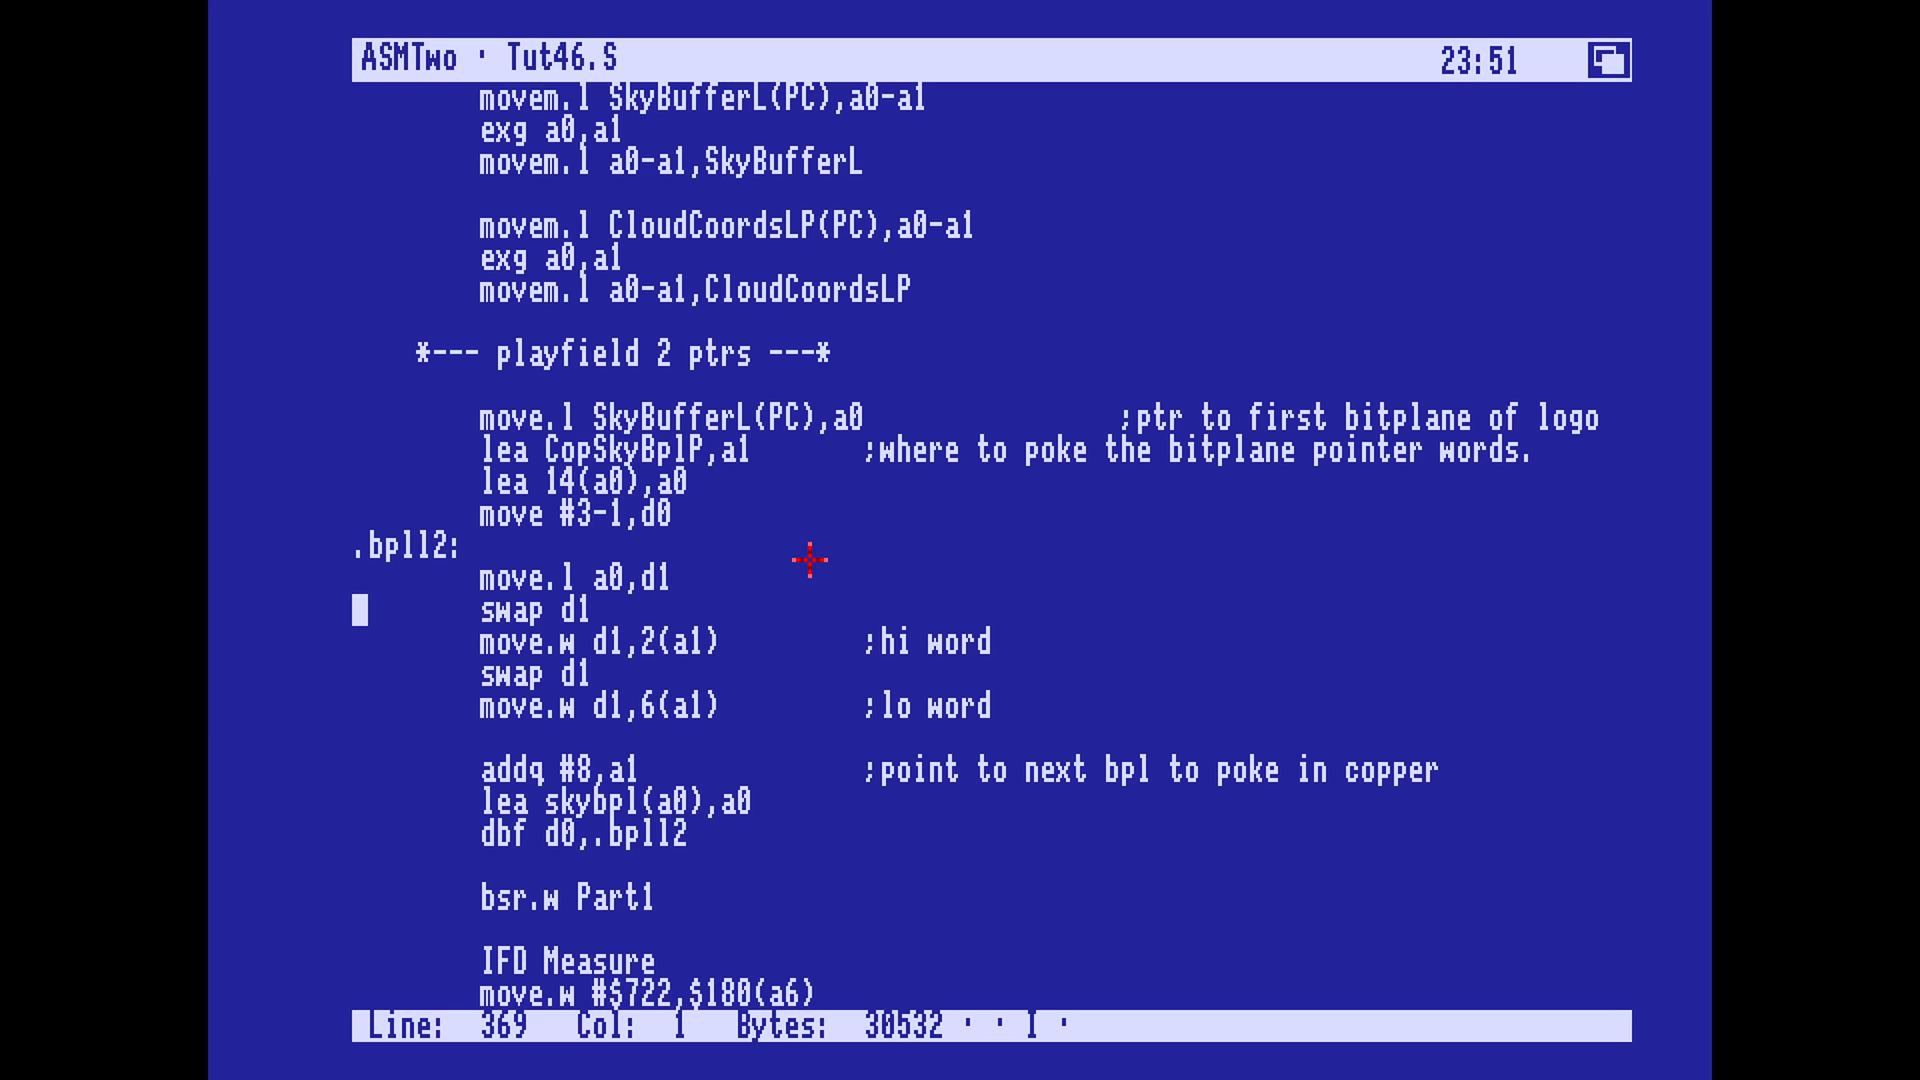 ASMTwo · Tut46.S 23:51
movem.l SkyBufferL(PC),a0-a1
exg a0,a1
movem.l a0-a1,SkyBufferL
movem.l CloudCoordsLP(PC),a0-a1
exg a0,a1
movem.l a0-a1,CloudCoordsLP
*--- playfield 2 ptrs ---*
move.l SkyBufferL(PC),a0 ;ptr to first bitplane of logo
lea CopSkyBplP,a1 ;where to poke the bitplane pointer words.
lea 14(a0),a0
move #3-1,d0
.bpll2:
move.l a0,d1
swap d1
move.w d1,2(a1) ;hi word
swap d1
move.w d1,6(a1) ;lo word
addq #8,a1 ;point to next bpl to poke in copper
lea skybpl(a0),a0
dbf d0,.bpll2
bsr.w Part1
IFD Measure
move.w #$722,$180(a6)
Line: 369 Col: 1 Bytes: 30532 · · I ·